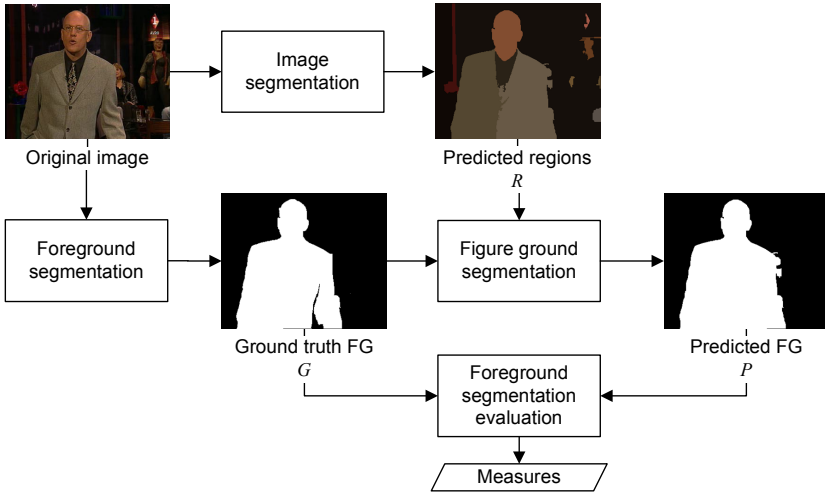 Image
segmentation
Original image
Predicted regions
R
Foreground
segmentation
Figure ground
segmentation
Ground truth FG
G
Predicted FG
P
Foreground
segmentation
evaluation
Measures